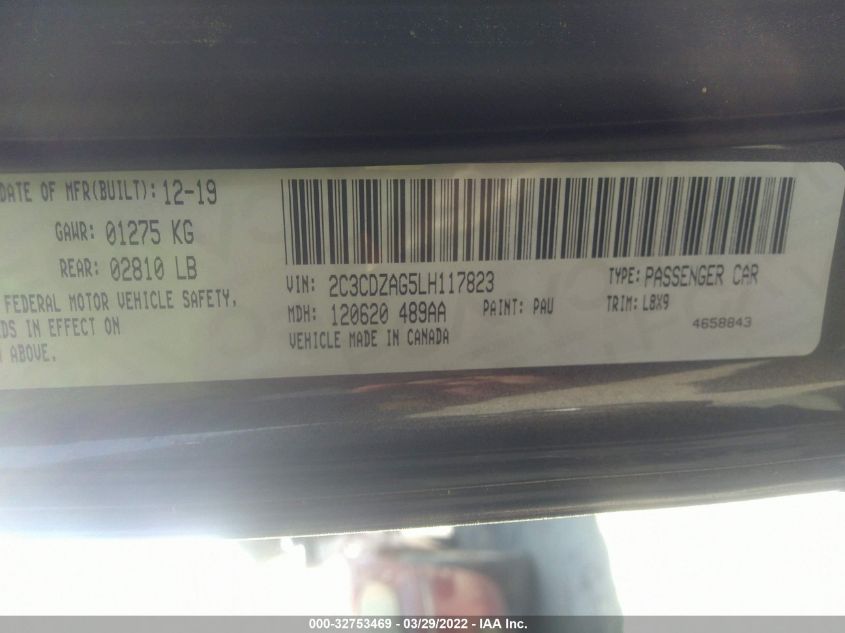 DATE OF MFR(BUILT): 12-19
GAWR: 01275 KG
REAR: 02810 LB
FEDERAL MOTOR VEHICLE SAFETY,
IN EFFECT ON
ABOVE.
VIN: 2C3CDZAG5LH117823
TYPE: PASSENGER CAR
MDH: 120620 489AA
PAINT: PAU
TRIM: L8X9
VEHICLE MADE IN CANADA
4658843
000-32753469 - 03/29/2022 - IAA Inc.